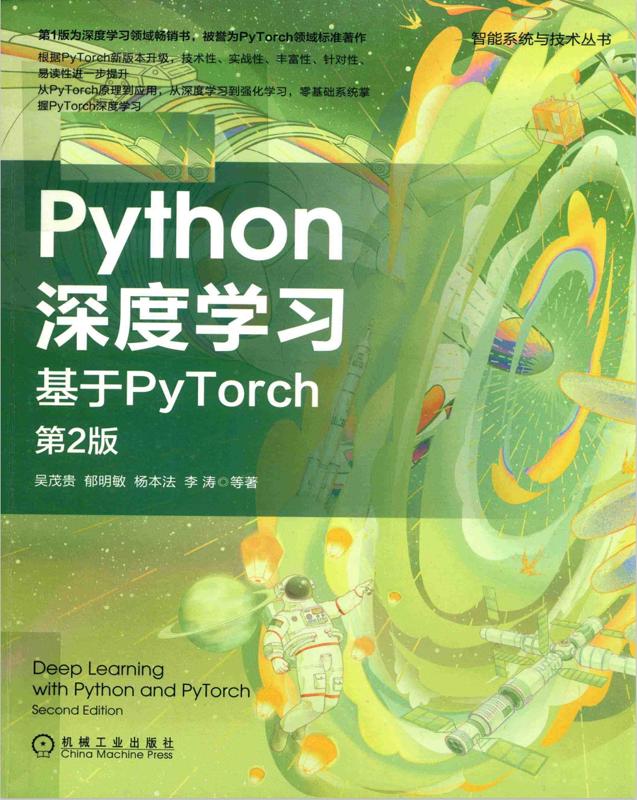 第1版为深度学习领域畅销书，被誉为PyTorch领域标准著作
根据PyTorch新版本升级，技术性、实战性、丰富性、针对性、
易读性进一步提升
从PyTorch原理到应用，从深度学习到强化学习，零基础系统掌
握PyTorch深度学习
智能系统与技术丛书
Python
深度学习
基于PyTorch
第2版
吴茂贵 郁明敏 杨本法 李涛◎等著
Deep Learning
with Python and PyTorch
Second Edition
机械工业出版社
China Machine Press